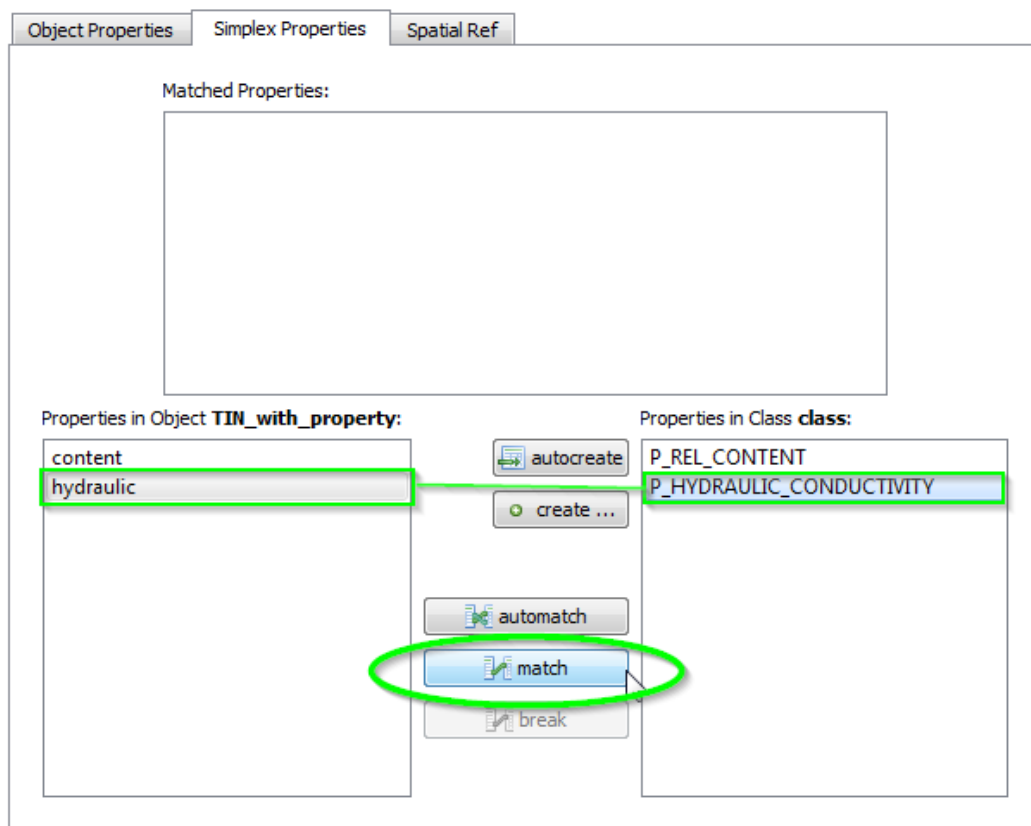 Object Properties
Simplex Properties
Spatial Ref
Matched Properties:
Properties in Object TIN_with_property:
content
hydraulic
autocreate
create ...
automatch
match
break
Properties in Class class:
P_REL_CONTENT
P_HYDRAULIC_CONDUCTIVITY